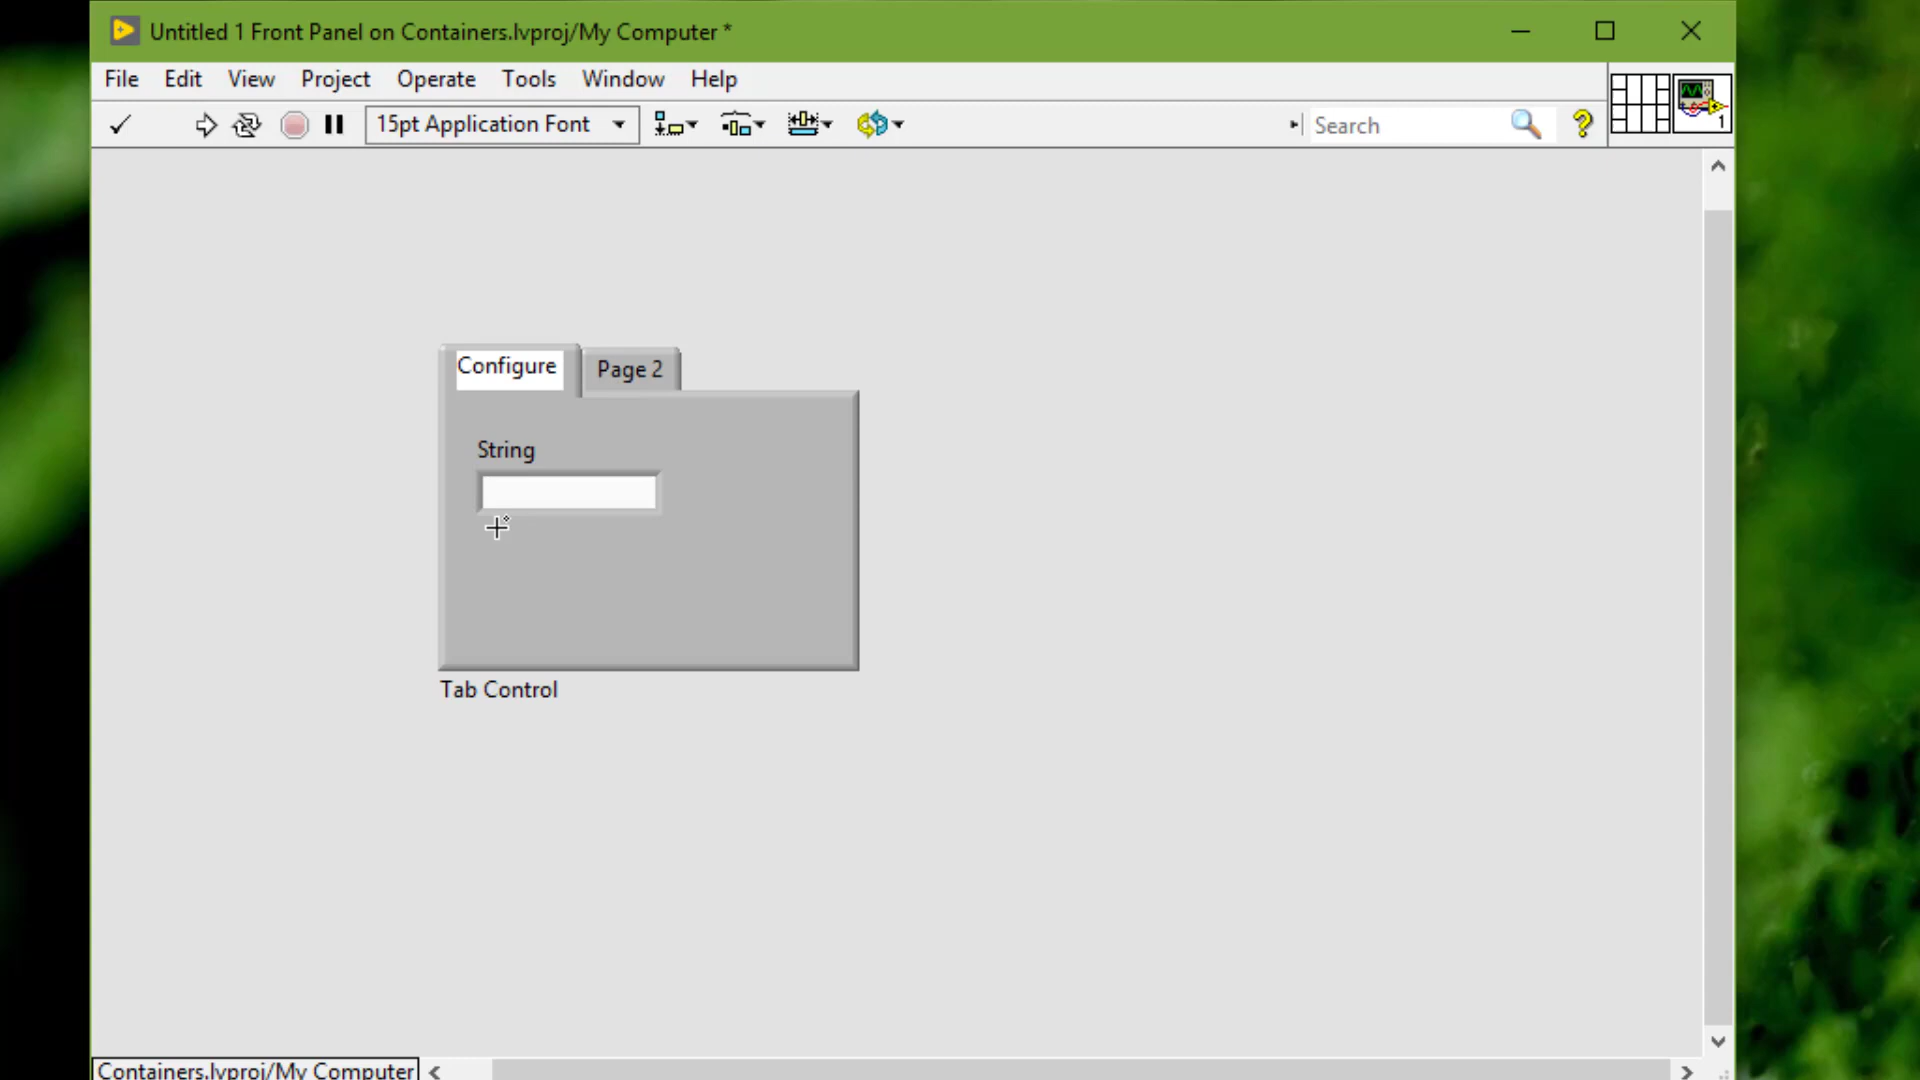 Untitled 1 Front Panel on Containers.lvproj/My Computer *
File Edit View Project Operate Tools Window Help
15pt Application Font Search ? 1
Configure Page 2
String
Tab Control
Containers.lvproj/My Computer